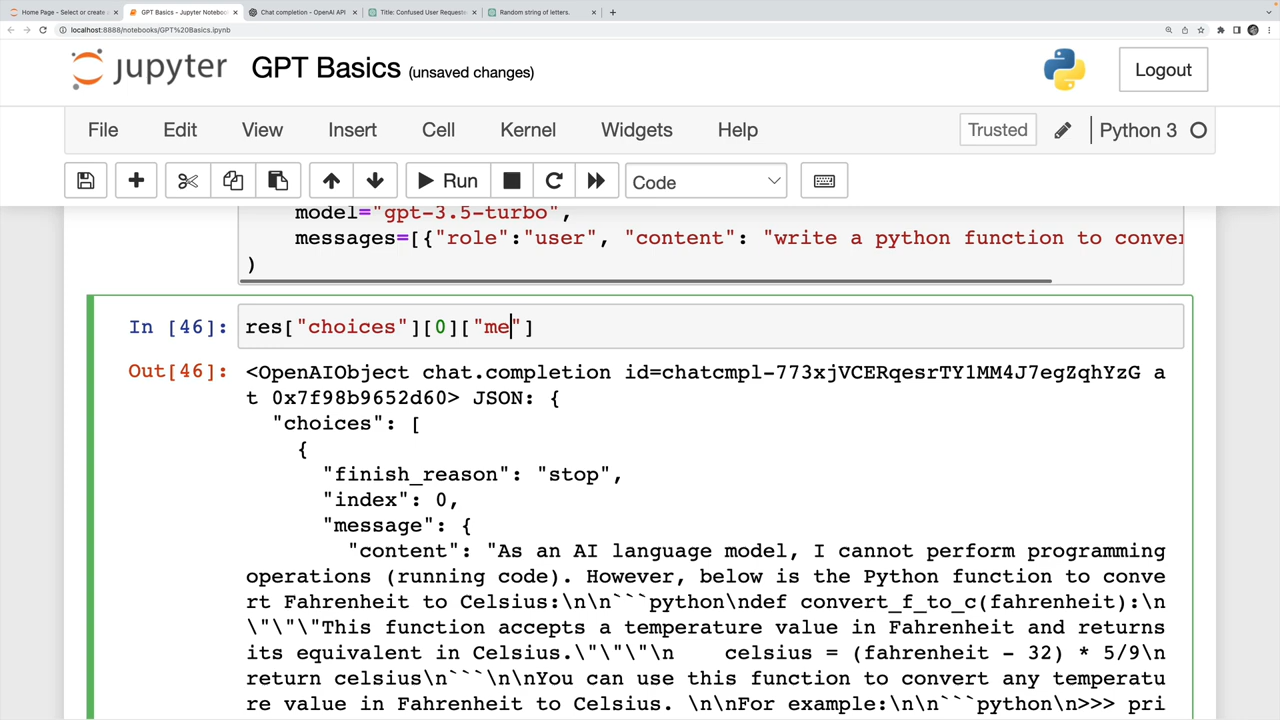 Home Page - Select or create a
GPT Basics - Jupyter Notebook
Chat completion - OpenAI API
Title: Confused User Requests
Random string of letters.
localhost:8888/notebooks/GPT%20Basics.ipynb
jupyter GPT Basics (unsaved changes)
Logout
File Edit View Insert Cell Kernel Widgets Help Trusted Python 3
Run Code
model="gpt-3.5-turbo",
messages=[{"role":"user", "content": "write a python function to conver
)
In [46]: res["choices"][0]["me"]
Out[46]: <OpenAIObject chat.completion id=chatcmpl-773xjVCERqesrTY1MM4J7egZqhYzG a
t 0x7f98b9652d60> JSON: {
"choices": [
{
"finish_reason": "stop",
"index": 0,
"message": {
"content": "As an AI language model, I cannot perform programming
operations (running code). However, below is the Python function to conve
rt Fahrenheit to Celsius:\n\n```python\ndef convert_f_to_c(fahrenheit):\n
\"\"\"This function accepts a temperature value in Fahrenheit and returns
its equivalent in Celsius.\"\"\"\n    celsius = (fahrenheit - 32) * 5/9\n
return celsius\n```\n\nYou can use this function to convert any temperatu
re value in Fahrenheit to Celsius. \n\nFor example:\n\n```python\n>>> pri